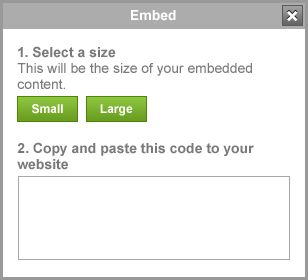 Embed
1. Select a size
This will be the size of your embedded
content.
Small Large
2. Copy and paste this code to your
website